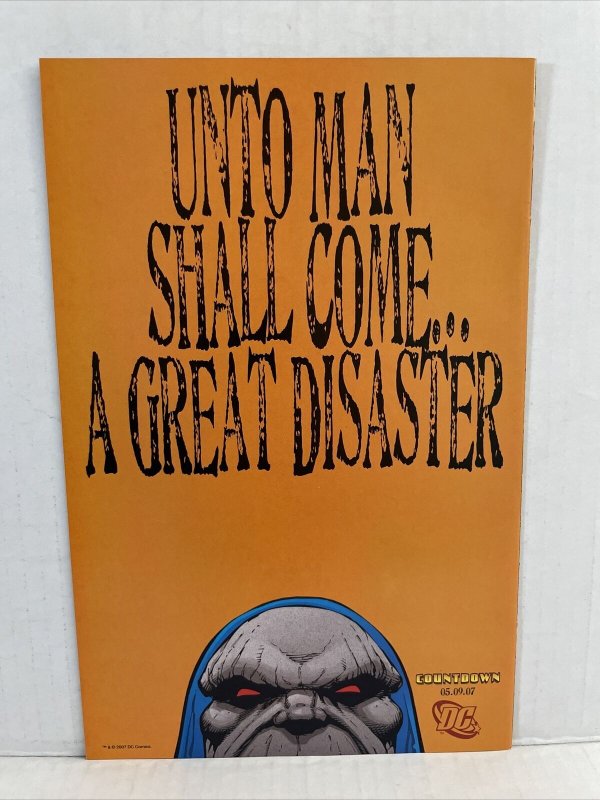 UNTO MAN
SHALL COME...
A GREAT DISASTER
COUNTDOWN
05.09.07
DC
™ & © 2007 DC Comics.